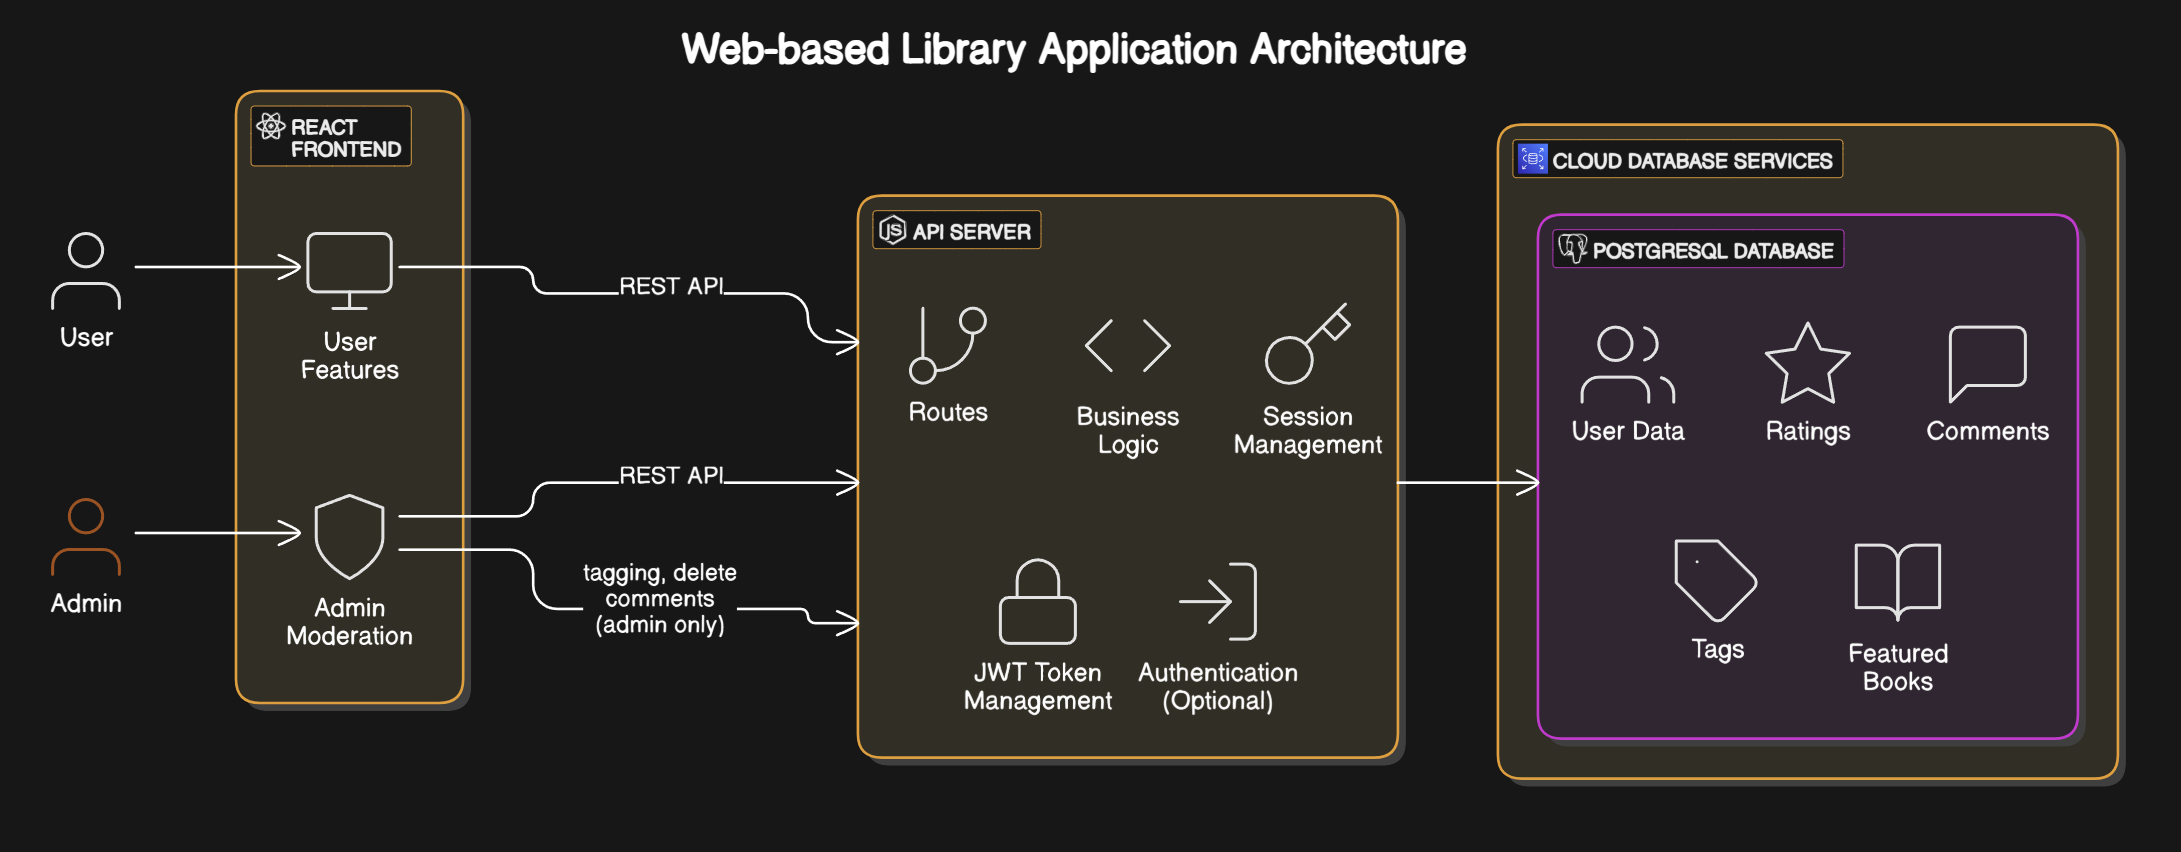 Web-based Library Application Architecture
REACT
FRONTEND
User
User
Features
Admin
Admin
Moderation
REST API
REST API
tagging, delete
comments
(admin only)
JS
API SERVER
Routes
Business
Logic
Session
Management
JWT Token
Management
Authentication
(Optional)
CLOUD DATABASE SERVICES
POSTGRESQL DATABASE
User Data
Ratings
Comments
Tags
Featured
Books